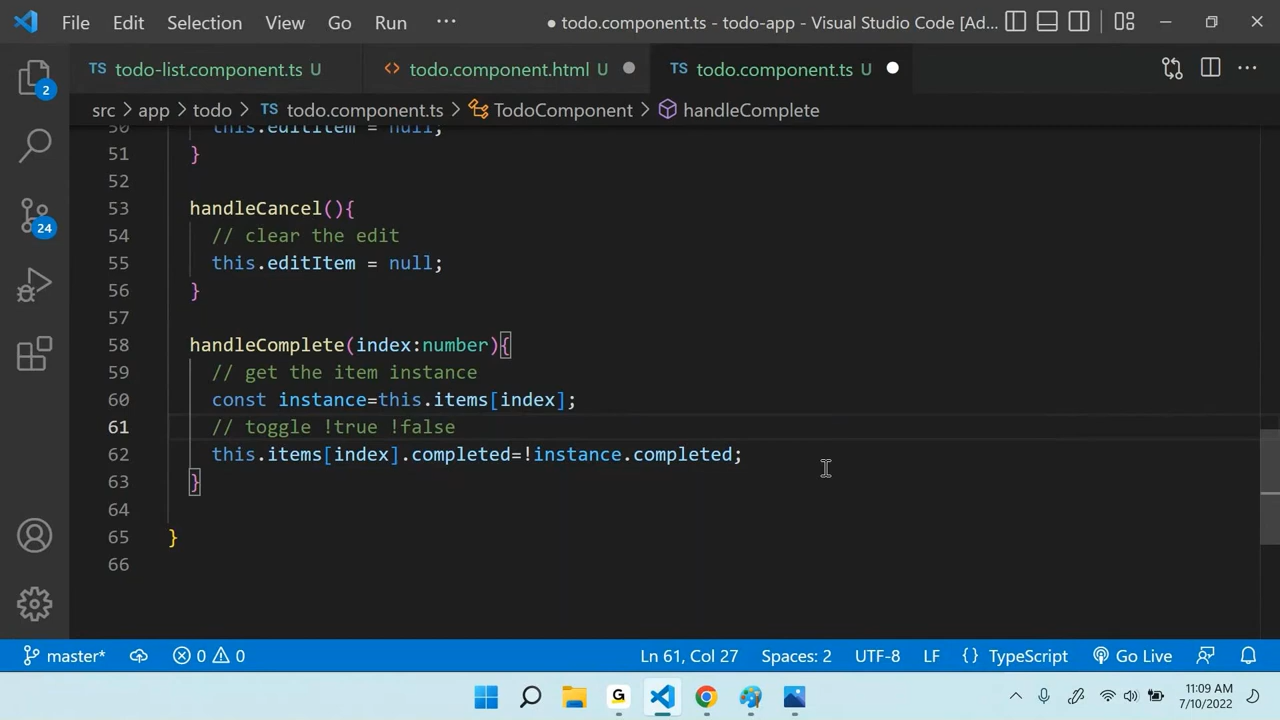 File Edit Selection View Go Run ··· ● todo.component.ts - todo-app - Visual Studio Code [Ad...
TS todo-list.component.ts U <> todo.component.html U ● TS todo.component.ts U ●
2
src > app > todo > TS todo.component.ts > TodoComponent > handleComplete
50 this.editItem = null;
51 }
52
53 handleCancel(){
24
54 // clear the edit
55 this.editItem = null;
56 }
57
58 handleComplete(index:number){
59 // get the item instance
60 const instance=this.items[index];
61 // toggle !true !false
62 this.items[index].completed=!instance.completed;
63 }
64
65 }
66
master* 0 0 Ln 61, Col 27 Spaces: 2 UTF-8 LF {} TypeScript Go Live
G
11:09 AM
7/10/2022